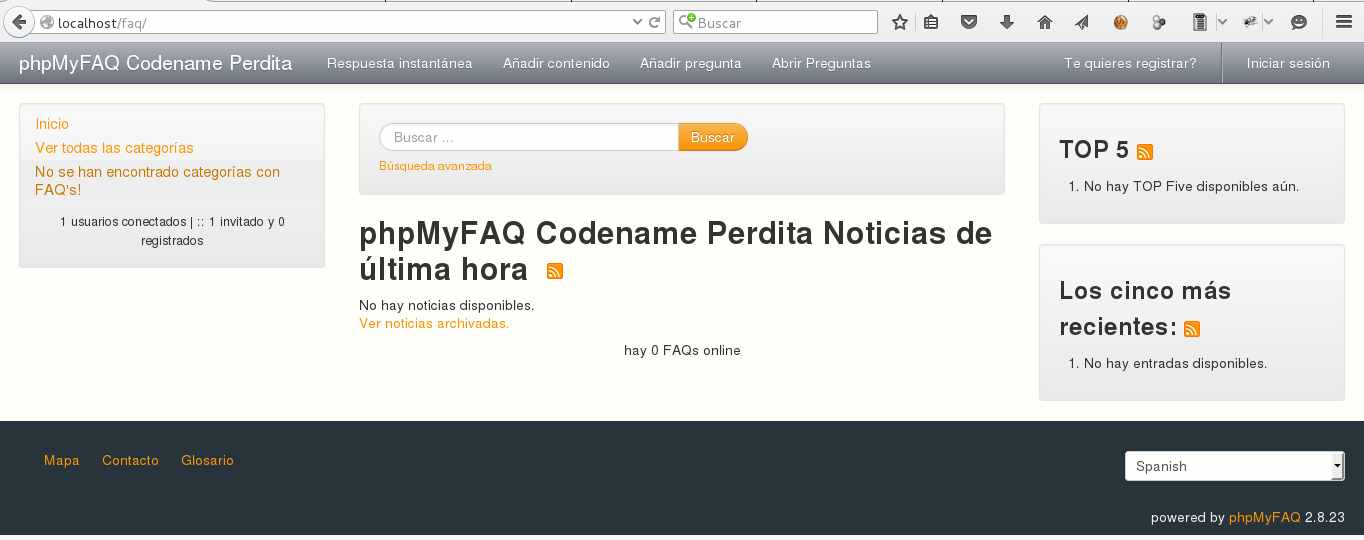 localhost/faq/
Buscar
phpMyFAQ Codename Perdita
Respuesta instantánea
Añadir contenido
Añadir pregunta
Abrir Preguntas
Te quieres registrar?
Iniciar sesión
Inicio
Ver todas las categorías
No se han encontrado categorías con
FAQ's!
1 usuarios conectados | :: 1 invitado y 0
registrados
Buscar ...
Buscar
Búsqueda avanzada
phpMyFAQ Codename Perdita Noticias de
última hora
No hay noticias disponibles.
Ver noticias archivadas.
hay 0 FAQs online
TOP 5
1. No hay TOP Five disponibles aún.
Los cinco más
recientes:
1. No hay entradas disponibles.
Mapa
Contacto
Glosario
Spanish
powered by phpMyFAQ 2.8.23